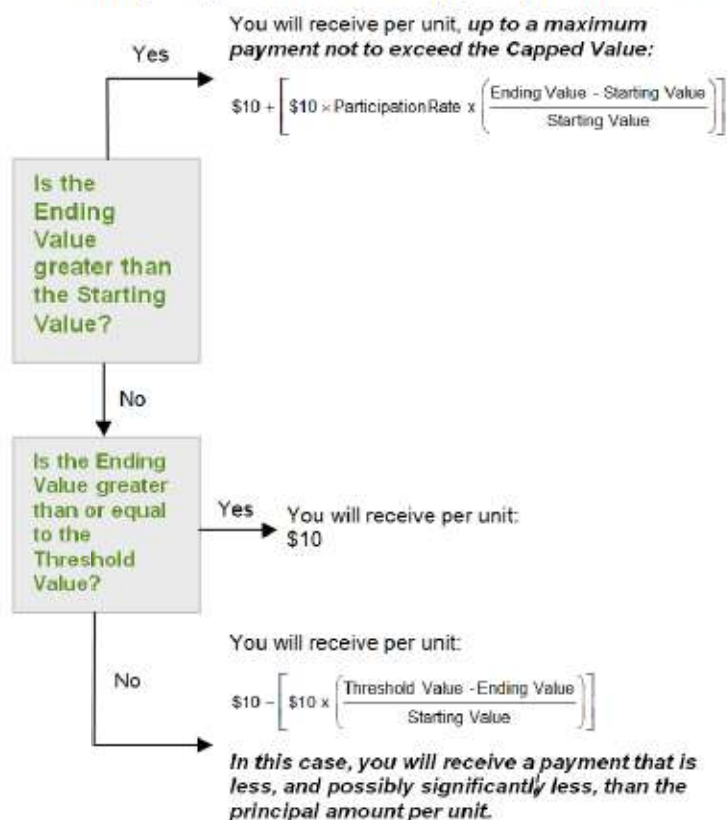 You will receive per unit, up to a maximum
payment not to exceed the Capped Value:
Yes
$10 + [ $10 × Participation Rate x ( Ending Value - Starting Value / Starting Value ) ]
Is the
Ending
Value
greater than
the Starting
Value?
No
Is the Ending
Value greater
than or equal
to the
Threshold
Value?
Yes
You will receive per unit:
$10
You will receive per unit:
No
$10 − [ $10 x ( Threshold Value - Ending Value / Starting Value ) ]
In this case, you will receive a payment that is
less, and possibly significantly less, than the
principal amount per unit.